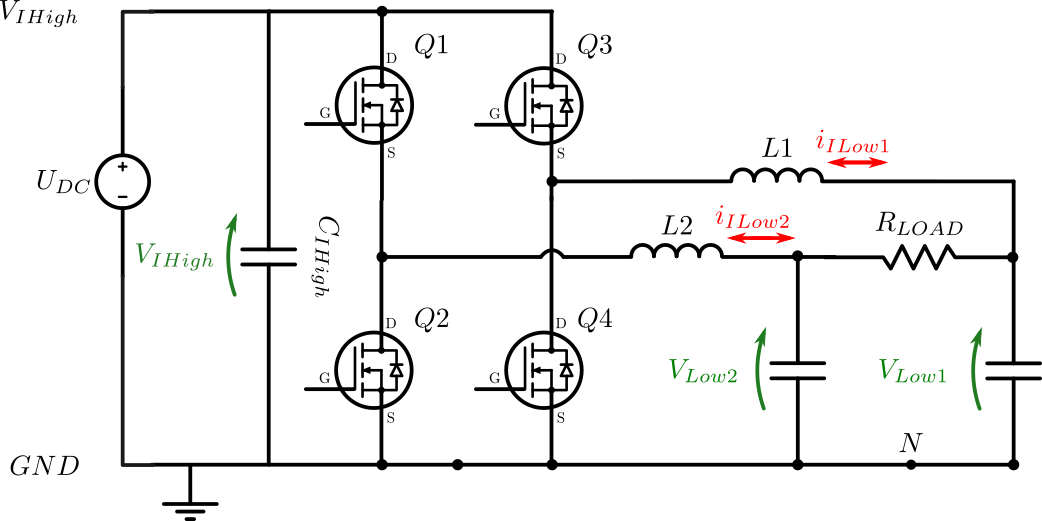 V_{IHigh}
Q1
Q3
D
D
G
G
S
S
L1
i_{ILow1}
U_{DC}
+
−
i_{ILow2}
R_{LOAD}
L2
V_{IHigh}
C_{IHigh}
Q2
Q4
D
D
G
G
S
S
V_{Low2}
V_{Low1}
N
GND